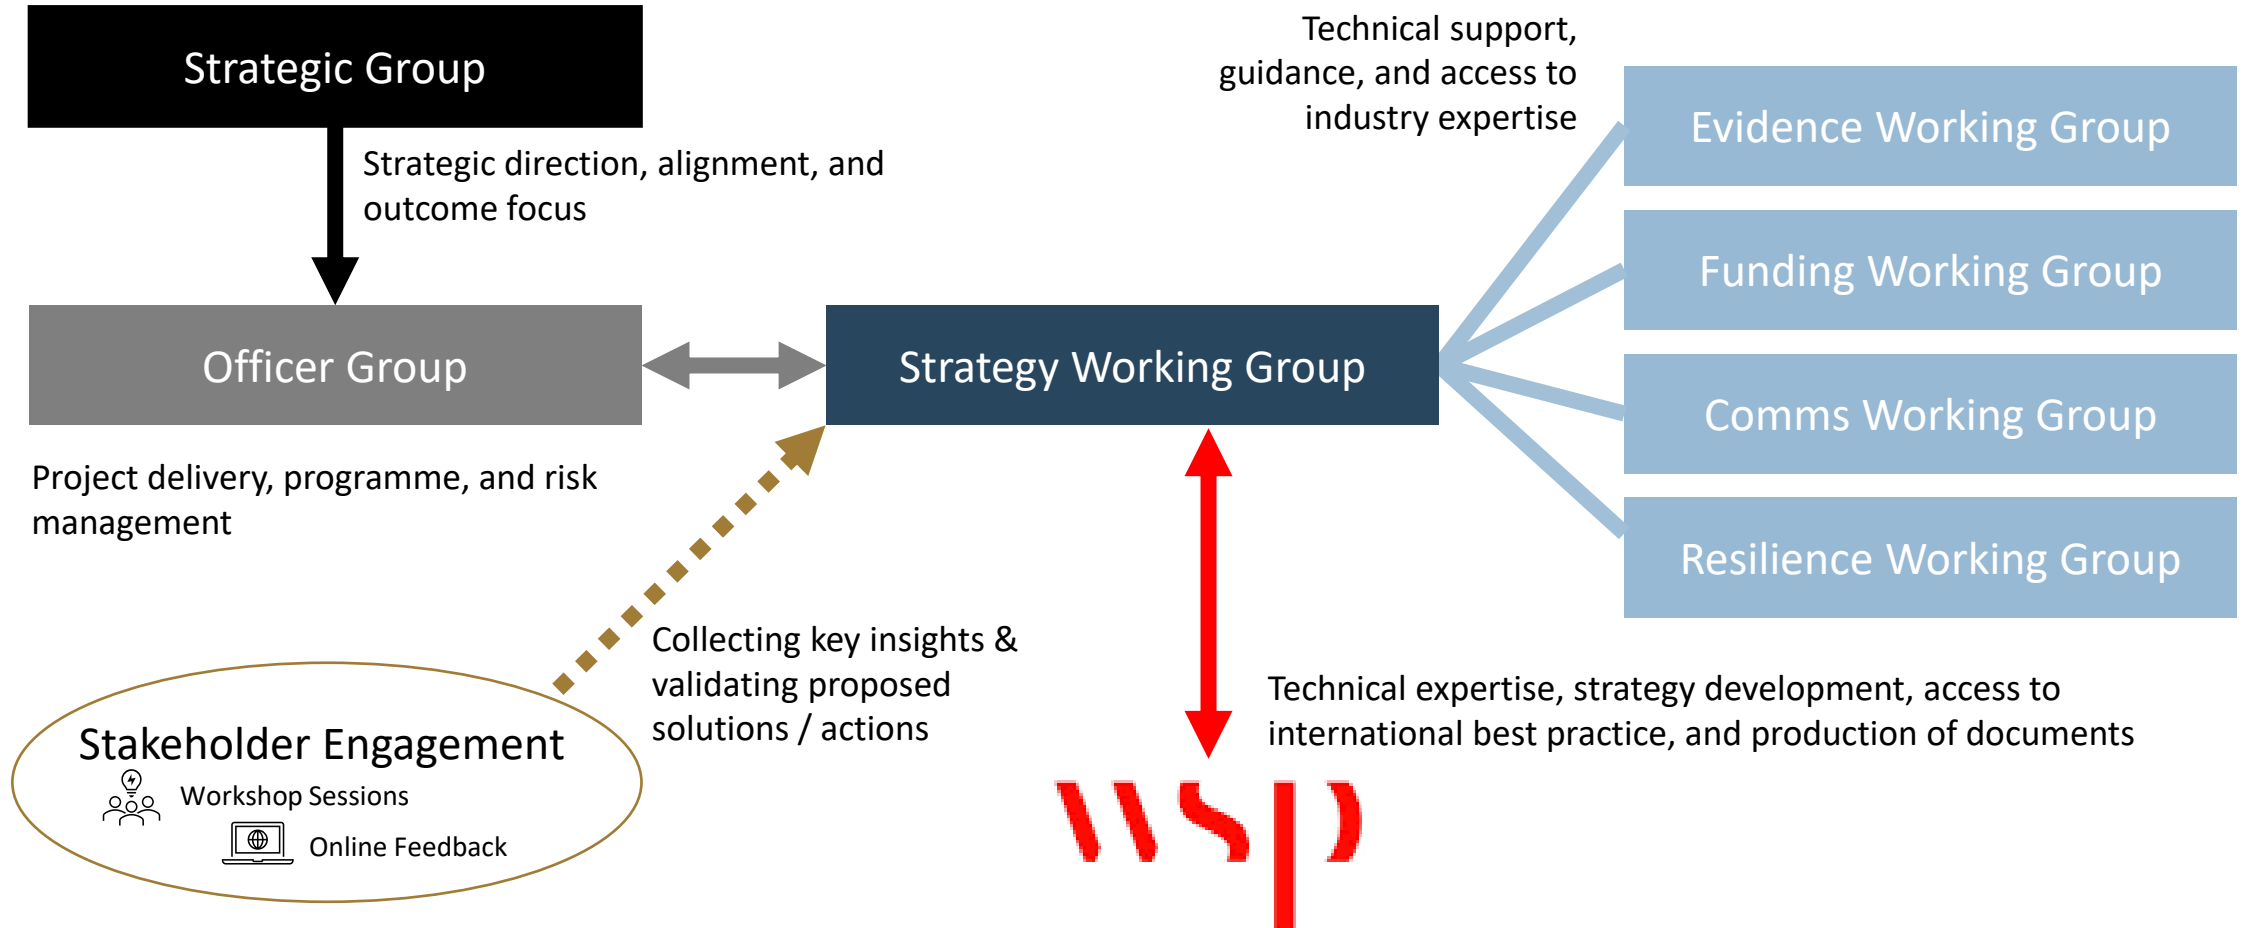 Strategic Group
Strategic direction, alignment, and
outcome focus
Officer Group
Project delivery, programme, and risk
management
Strategy Working Group
Technical support,
guidance, and access to
industry expertise
Evidence Working Group
Funding Working Group
Comms Working Group
Resilience Working Group
Stakeholder Engagement
Workshop Sessions
Online Feedback
Collecting key insights &
validating proposed
solutions / actions
Technical expertise, strategy development, access to
international best practice, and production of documents
wsp